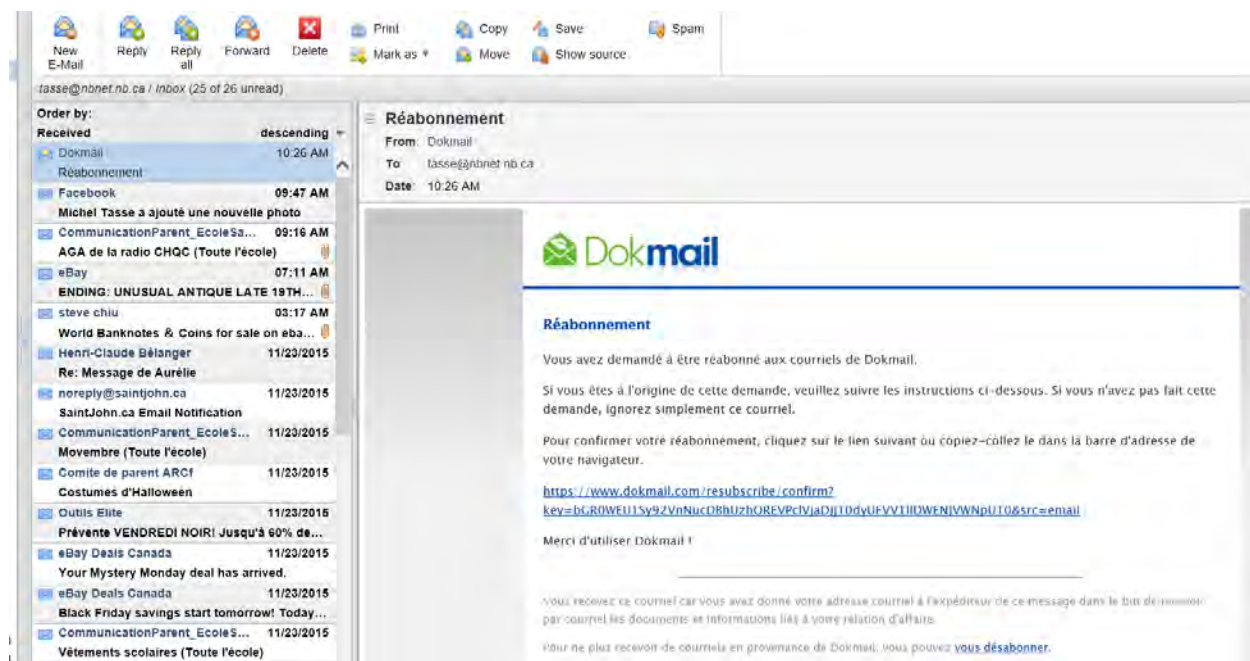 New E-Mail
Reply
Reply all
Forward
Delete
Print
Mark as
Copy
Move
Save
Show source
Spam
tasse@nbnet.nb.ca / Inbox (25 of 26 unread)
Order by:
Received descending
Dokmail 10:26 AM
Réabonnement
Facebook 09:47 AM
Michel Tasse a ajouté une nouvelle photo
CommunicationParent_EcoleSa... 09:16 AM
AGA de la radio CHQC (Toute l'école)
eBay 07:11 AM
ENDING: UNUSUAL ANTIQUE LATE 19TH...
steve chiu 03:17 AM
World Banknotes & Coins for sale on eba...
Henri-Claude Bélanger 11/23/2015
Re: Message de Aurélie
noreply@saintjohn.ca 11/23/2015
SaintJohn.ca Email Notification
CommunicationParent_EcoleS... 11/23/2015
Movembre (Toute l'école)
Comite de parent ARCf 11/23/2015
Costumes d'Halloween
Outils Elite 11/23/2015
Prévente VENDREDI NOIR! Jusqu'à 60% de...
eBay Deals Canada 11/23/2015
Your Mystery Monday deal has arrived.
eBay Deals Canada 11/23/2015
Black Friday savings start tomorrow! Today...
CommunicationParent_EcoleS... 11/23/2015
Vêtements scolaires (Toute l'école)
Réabonnement
From: Dokmail
To tasse@nbnet.nb.ca
Date: 10:26 AM
Dokmail
Réabonnement
Vous avez demandé à être réabonné aux courriels de Dokmail.
Si vous êtes à l'origine de cette demande, veuillez suivre les instructions ci-dessous. Si vous n'avez pas fait cette
demande, ignorez simplement ce courriel.
Pour confirmer votre réabonnement, cliquez sur le lien suivant ou copiez-collez le dans la barre d'adresse de
votre navigateur.
https://www.dokmail.com/resubscribe/confirm?
Merci d'utiliser Dokmail !
Vous recevez ce courriel car vous avez donné votre adresse courriel à l'expéditeur de ce message dans le but de recevoir
par courriel les documents et informations liés à votre relation d'affaire.
Pour ne plus recevoir de courriels en provenance de Dokmail, vous pouvez vous désabonner.